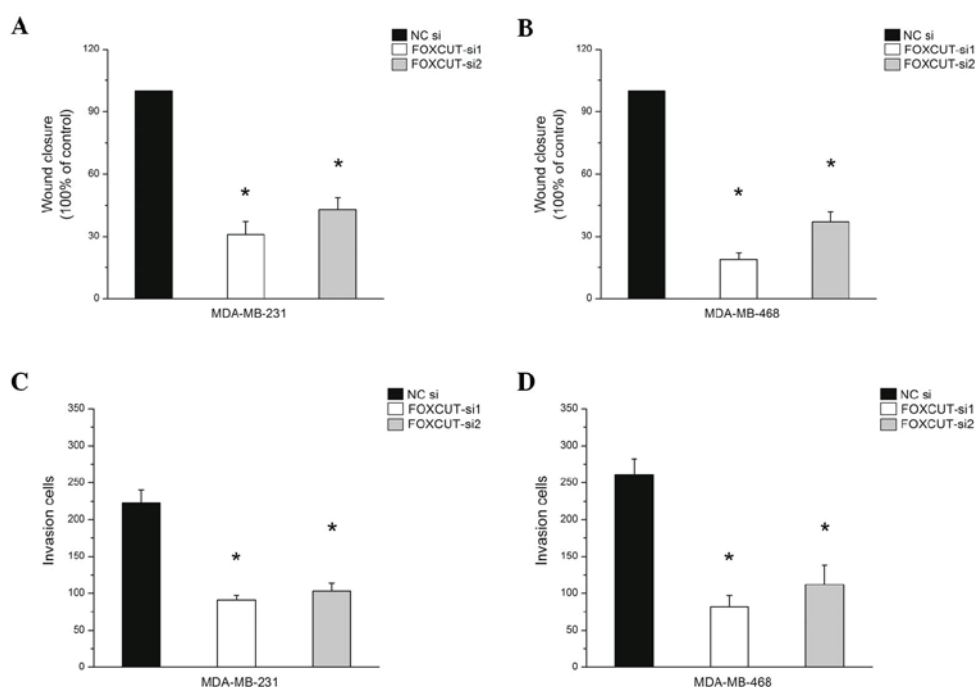 A
NC si
FOXCUT-si1
FOXCUT-si2
120
90
60
30
0
Wound closure
(100% of control)
*
*
MDA-MB-231
B
NC si
FOXCUT-si1
FOXCUT-si2
120
90
60
30
0
Wound closure
(100% of control)
*
*
MDA-MB-468
C
NC si
FOXCUT-si1
FOXCUT-si2
350
300
250
200
150
100
50
0
Invasion cells
*
*
MDA-MB-231
D
NC si
FOXCUT-si1
FOXCUT-si2
350
300
250
200
150
100
50
0
Invasion cells
*
*
MDA-MB-468